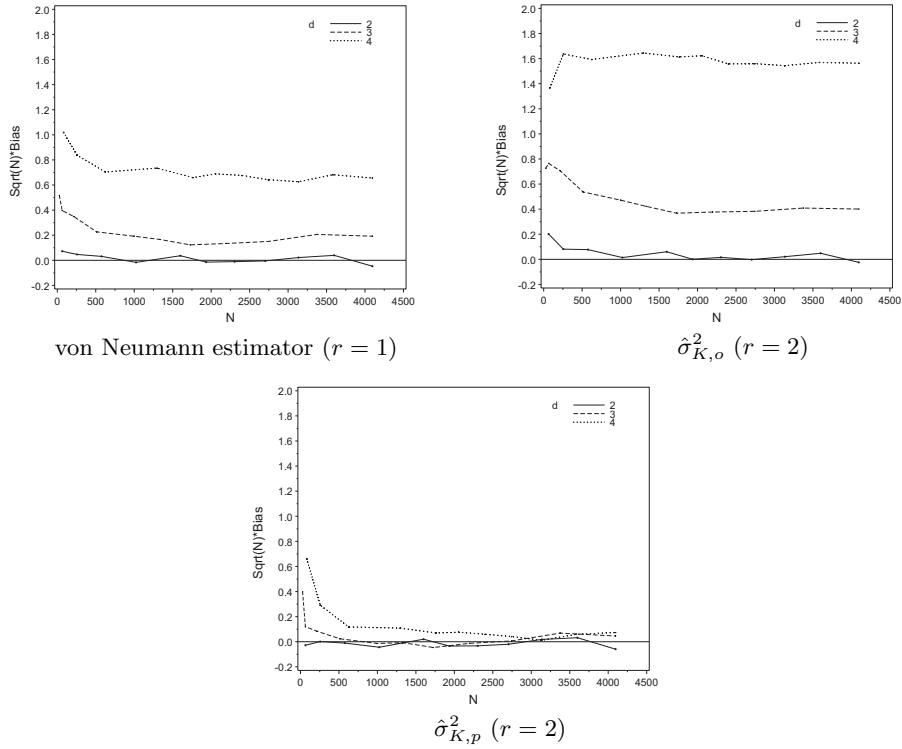 d 2
3
4
2.0
1.8
1.6
1.4
1.2
1.0
0.8
0.6
0.4
0.2
0.0
-0.2
Sqrt(N)*Bias
0 500 1000 1500 2000 2500 3000 3500 4000 4500
N
von Neumann estimator (r = 1)
d 2
3
4
2.0
1.8
1.6
1.4
1.2
1.0
0.8
0.6
0.4
0.2
0.0
-0.2
Sqrt(N)*Bias
0 500 1000 1500 2000 2500 3000 3500 4000 4500
N
σ̂²_{K,o} (r = 2)
d 2
3
4
2.0
1.8
1.6
1.4
1.2
1.0
0.8
0.6
0.4
0.2
0.0
-0.2
Sqrt(N)*Bias
0 500 1000 1500 2000 2500 3000 3500 4000 4500
N
σ̂²_{K,p} (r = 2)